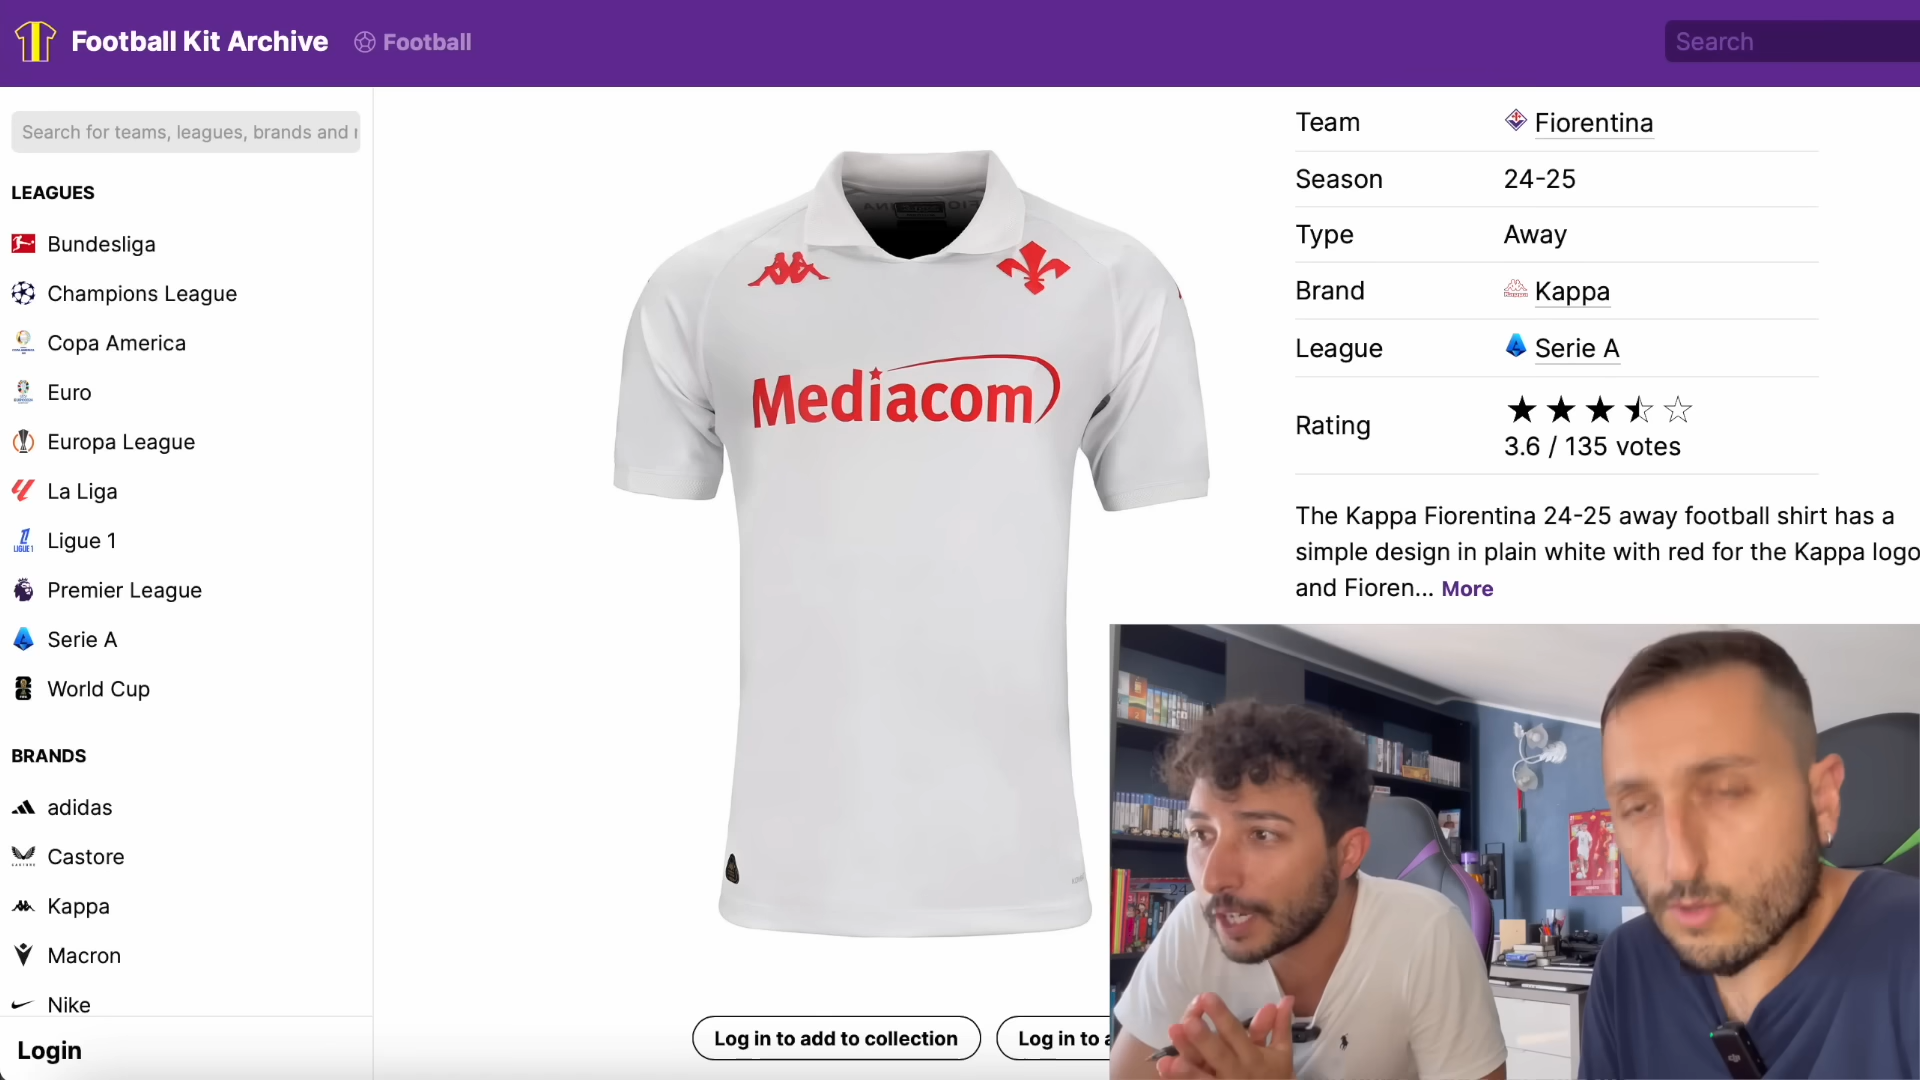 Football Kit Archive
Football
Search
Search for teams, leagues, brands and
LEAGUES
Bundesliga
Champions League
Copa America
Euro
Europa League
La Liga
Ligue 1
Premier League
Serie A
World Cup
BRANDS
adidas
Castore
Kappa
Macron
Nike
Login
Mediacom
Log in to add to collection
Log in to
Team Fiorentina
Season 24-25
Type Away
Brand Kappa
League Serie A
Rating
3.6 / 135 votes
The Kappa Fiorentina 24-25 away football shirt has a
simple design in plain white with red for the Kappa logo
and Fioren... More